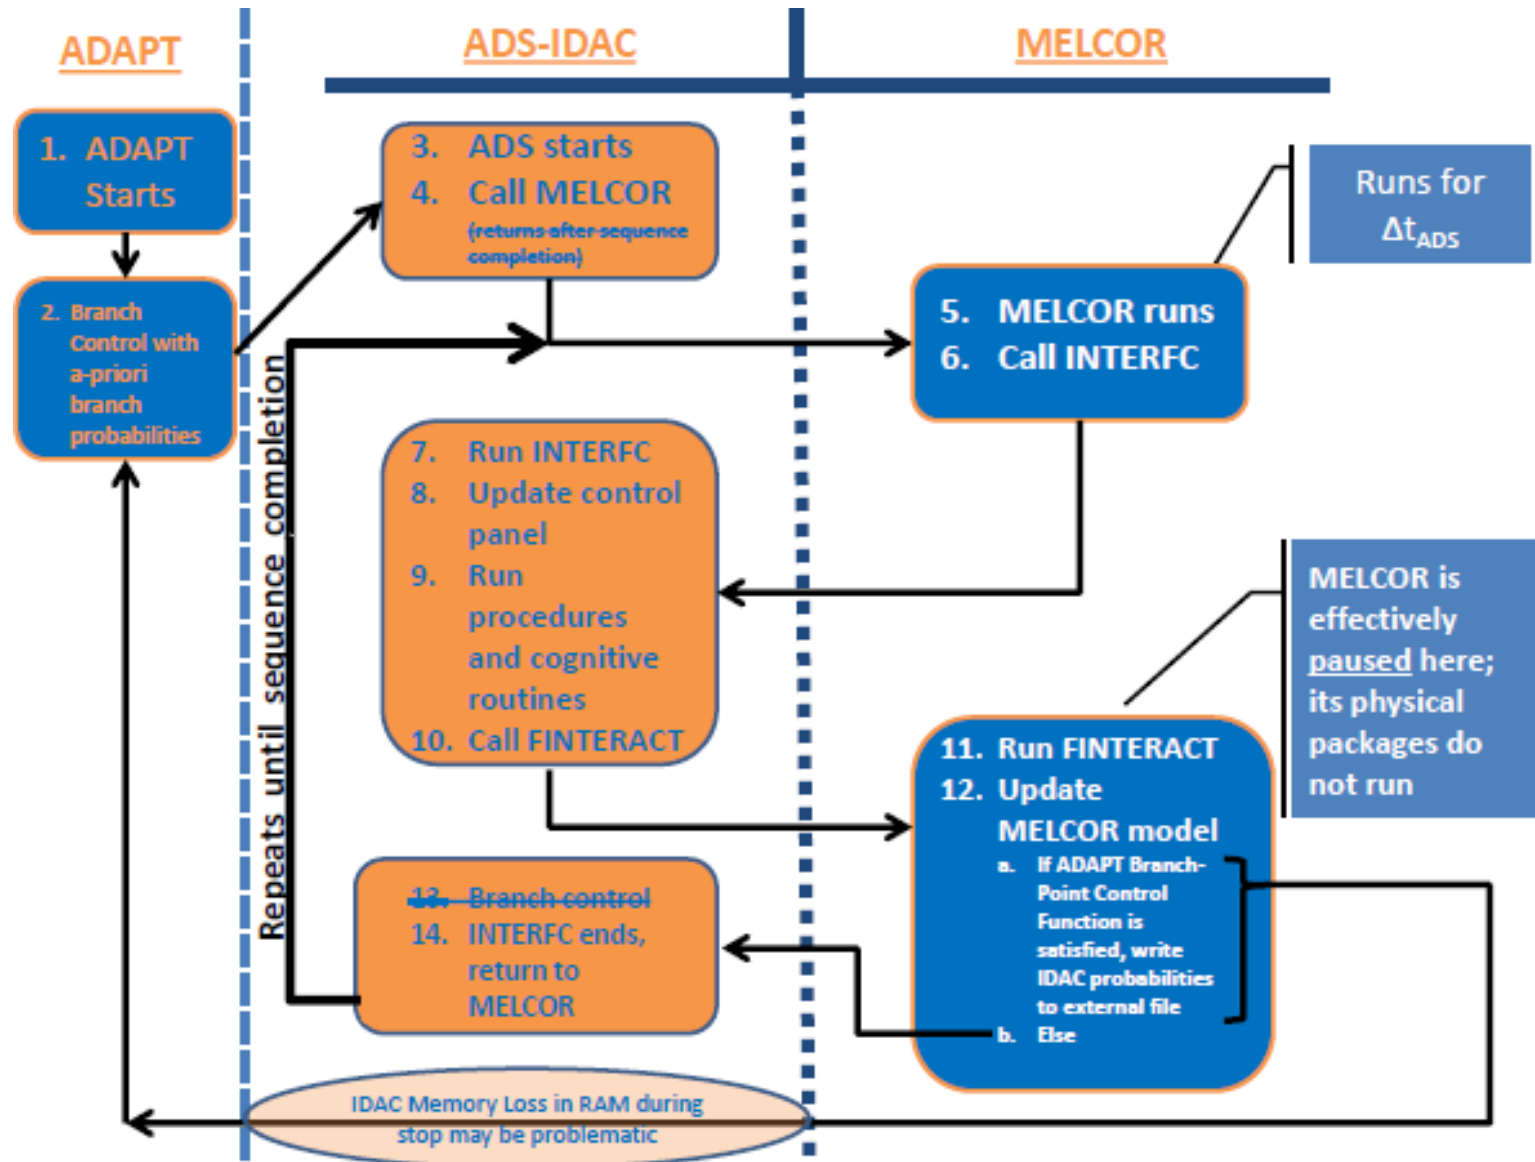 ADAPT
ADS-IDAC
MELCOR
1. ADAPT
Starts
2. Branch
Control with
a-priori
branch
probabilities
3. ADS starts
4. Call MELCOR
(returns after sequence
completion)
Runs for
Δt_ADS
5. MELCOR runs
6. Call INTERFC
Repeats until sequence completion
7. Run INTERFC
8. Update control
panel
9. Run
procedures
and cognitive
routines
10. Call FINTERACT
MELCOR is
effectively
paused here;
its physical
packages do
not run
11. Run FINTERACT
12. Update
MELCOR model
a. If ADAPT Branch-
Point Control
Function is
satisfied, write
IDAC probabilities
to external file
b. Else
13. Branch control
14. INTERFC ends,
return to
MELCOR
IDAC Memory Loss in RAM during
stop may be problematic